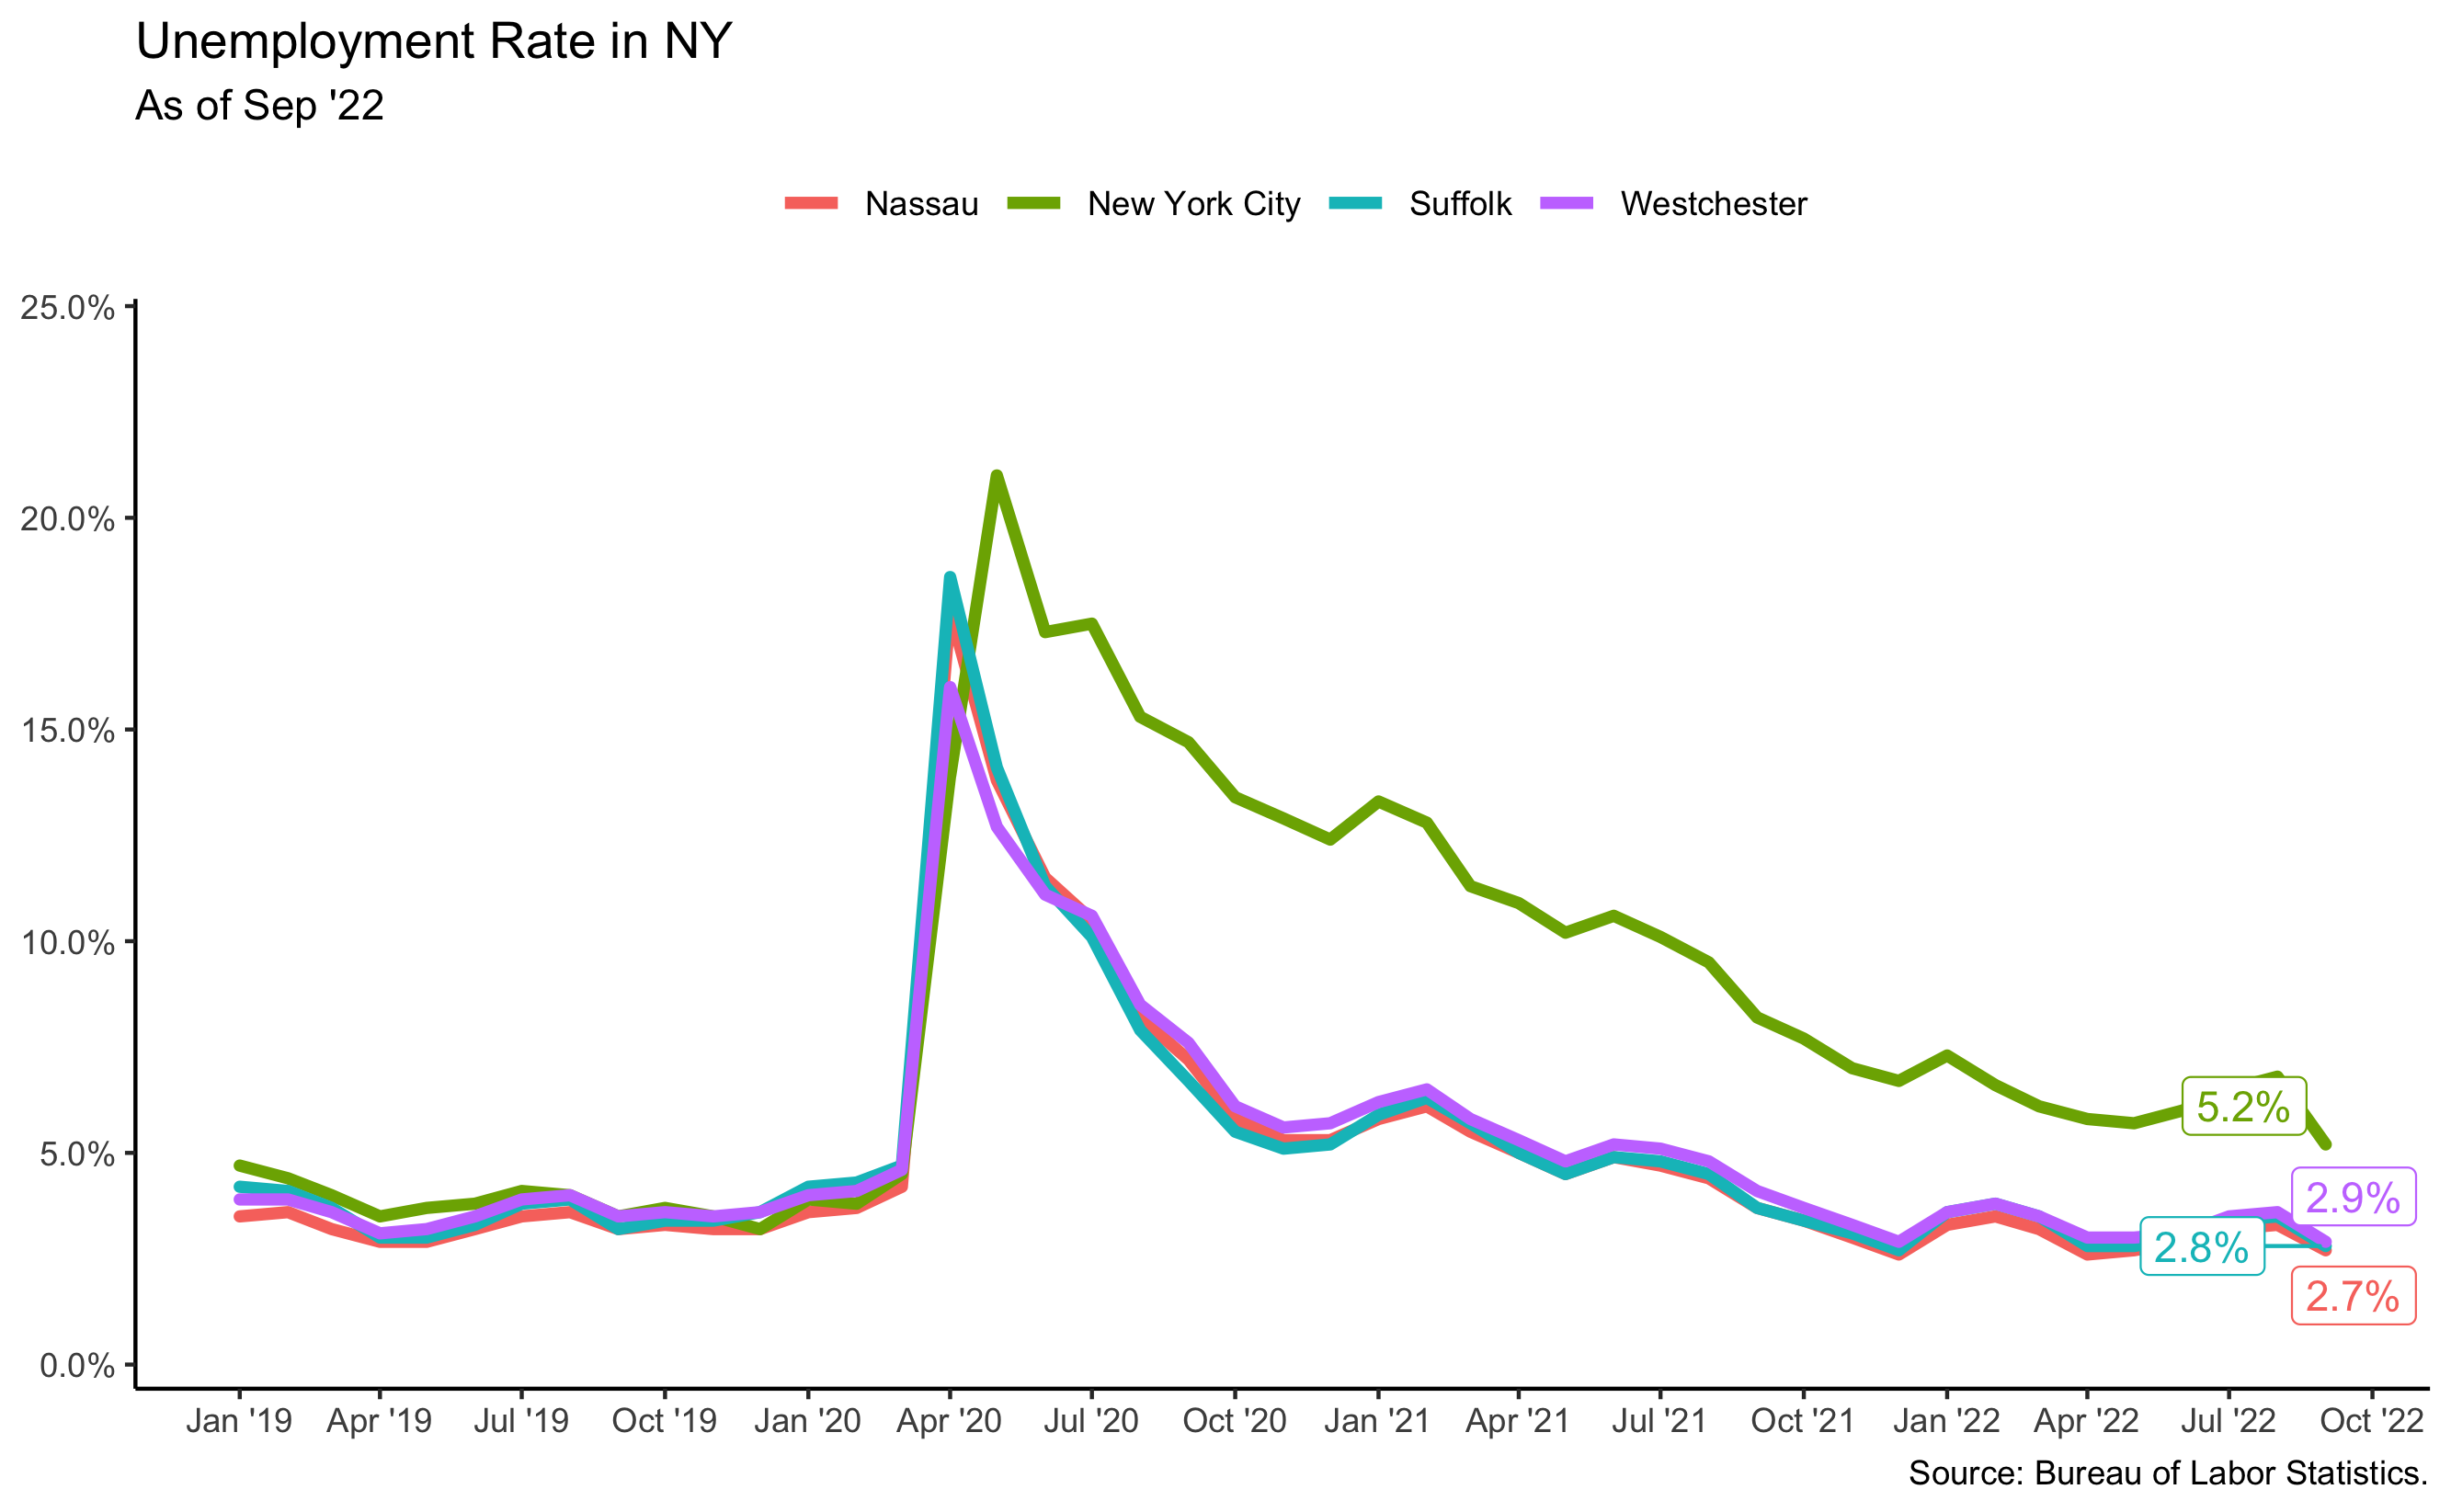 Unemployment Rate in NY
As of Sep '22
Nassau New York City Suffolk Westchester
25.0%
20.0%
15.0%
10.0%
5.0%
0.0%
5.2%
2.9%
2.8%
2.7%
Jan '19 Apr '19 Jul '19 Oct '19 Jan '20 Apr '20 Jul '20 Oct '20 Jan '21 Apr '21 Jul '21 Oct '21 Jan '22 Apr '22 Jul '22 Oct '22
Source: Bureau of Labor Statistics.